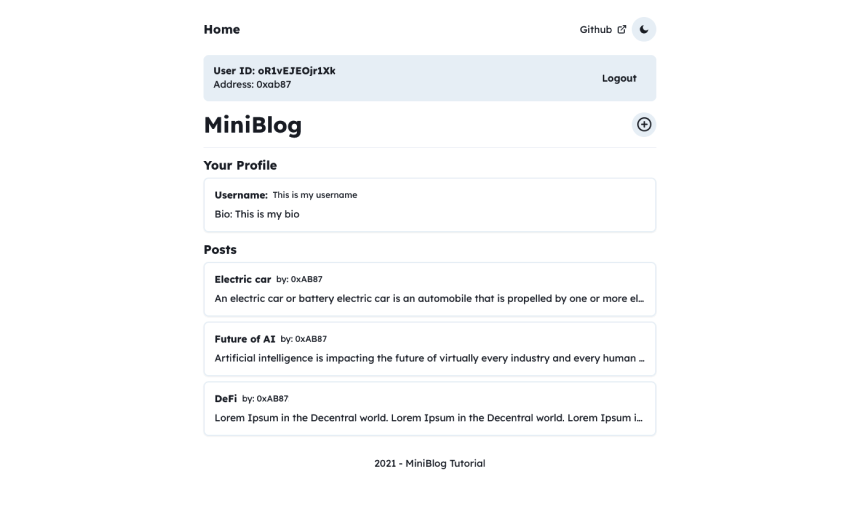 Home
Github
User ID: oR1vEJEOjr1Xk
Address: 0xab87
Logout
MiniBlog
Your Profile
Username: This is my username
Bio: This is my bio
Posts
Electric car by: 0xAB87
An electric car or battery electric car is an automobile that is propelled by one or more el...
Future of AI by: 0xAB87
Artificial intelligence is impacting the future of virtually every industry and every human ...
DeFi by: 0xAB87
Lorem Ipsum in the Decentral world. Lorem Ipsum in the Decentral world. Lorem Ipsum i...
2021 - MiniBlog Tutorial